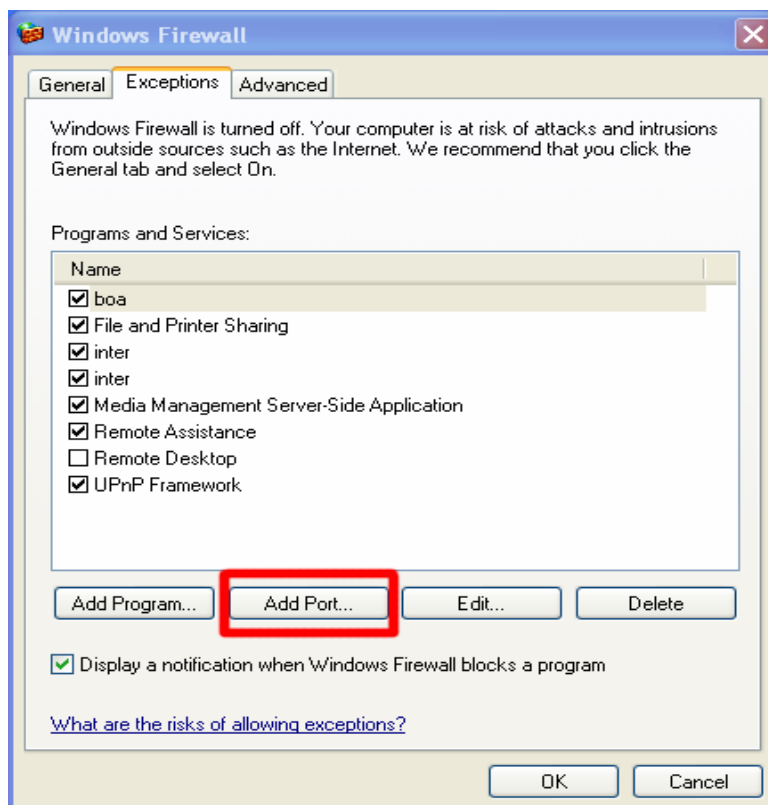 Windows Firewall
General Exceptions Advanced
Windows Firewall is turned off. Your computer is at risk of attacks and intrusions
from outside sources such as the Internet. We recommend that you click the
General tab and select On.
Programs and Services:
Name
boa
File and Printer Sharing
inter
inter
Media Management Server-Side Application
Remote Assistance
Remote Desktop
UPnP Framework
Add Program... Add Port... Edit... Delete
Display a notification when Windows Firewall blocks a program
What are the risks of allowing exceptions?
OK Cancel